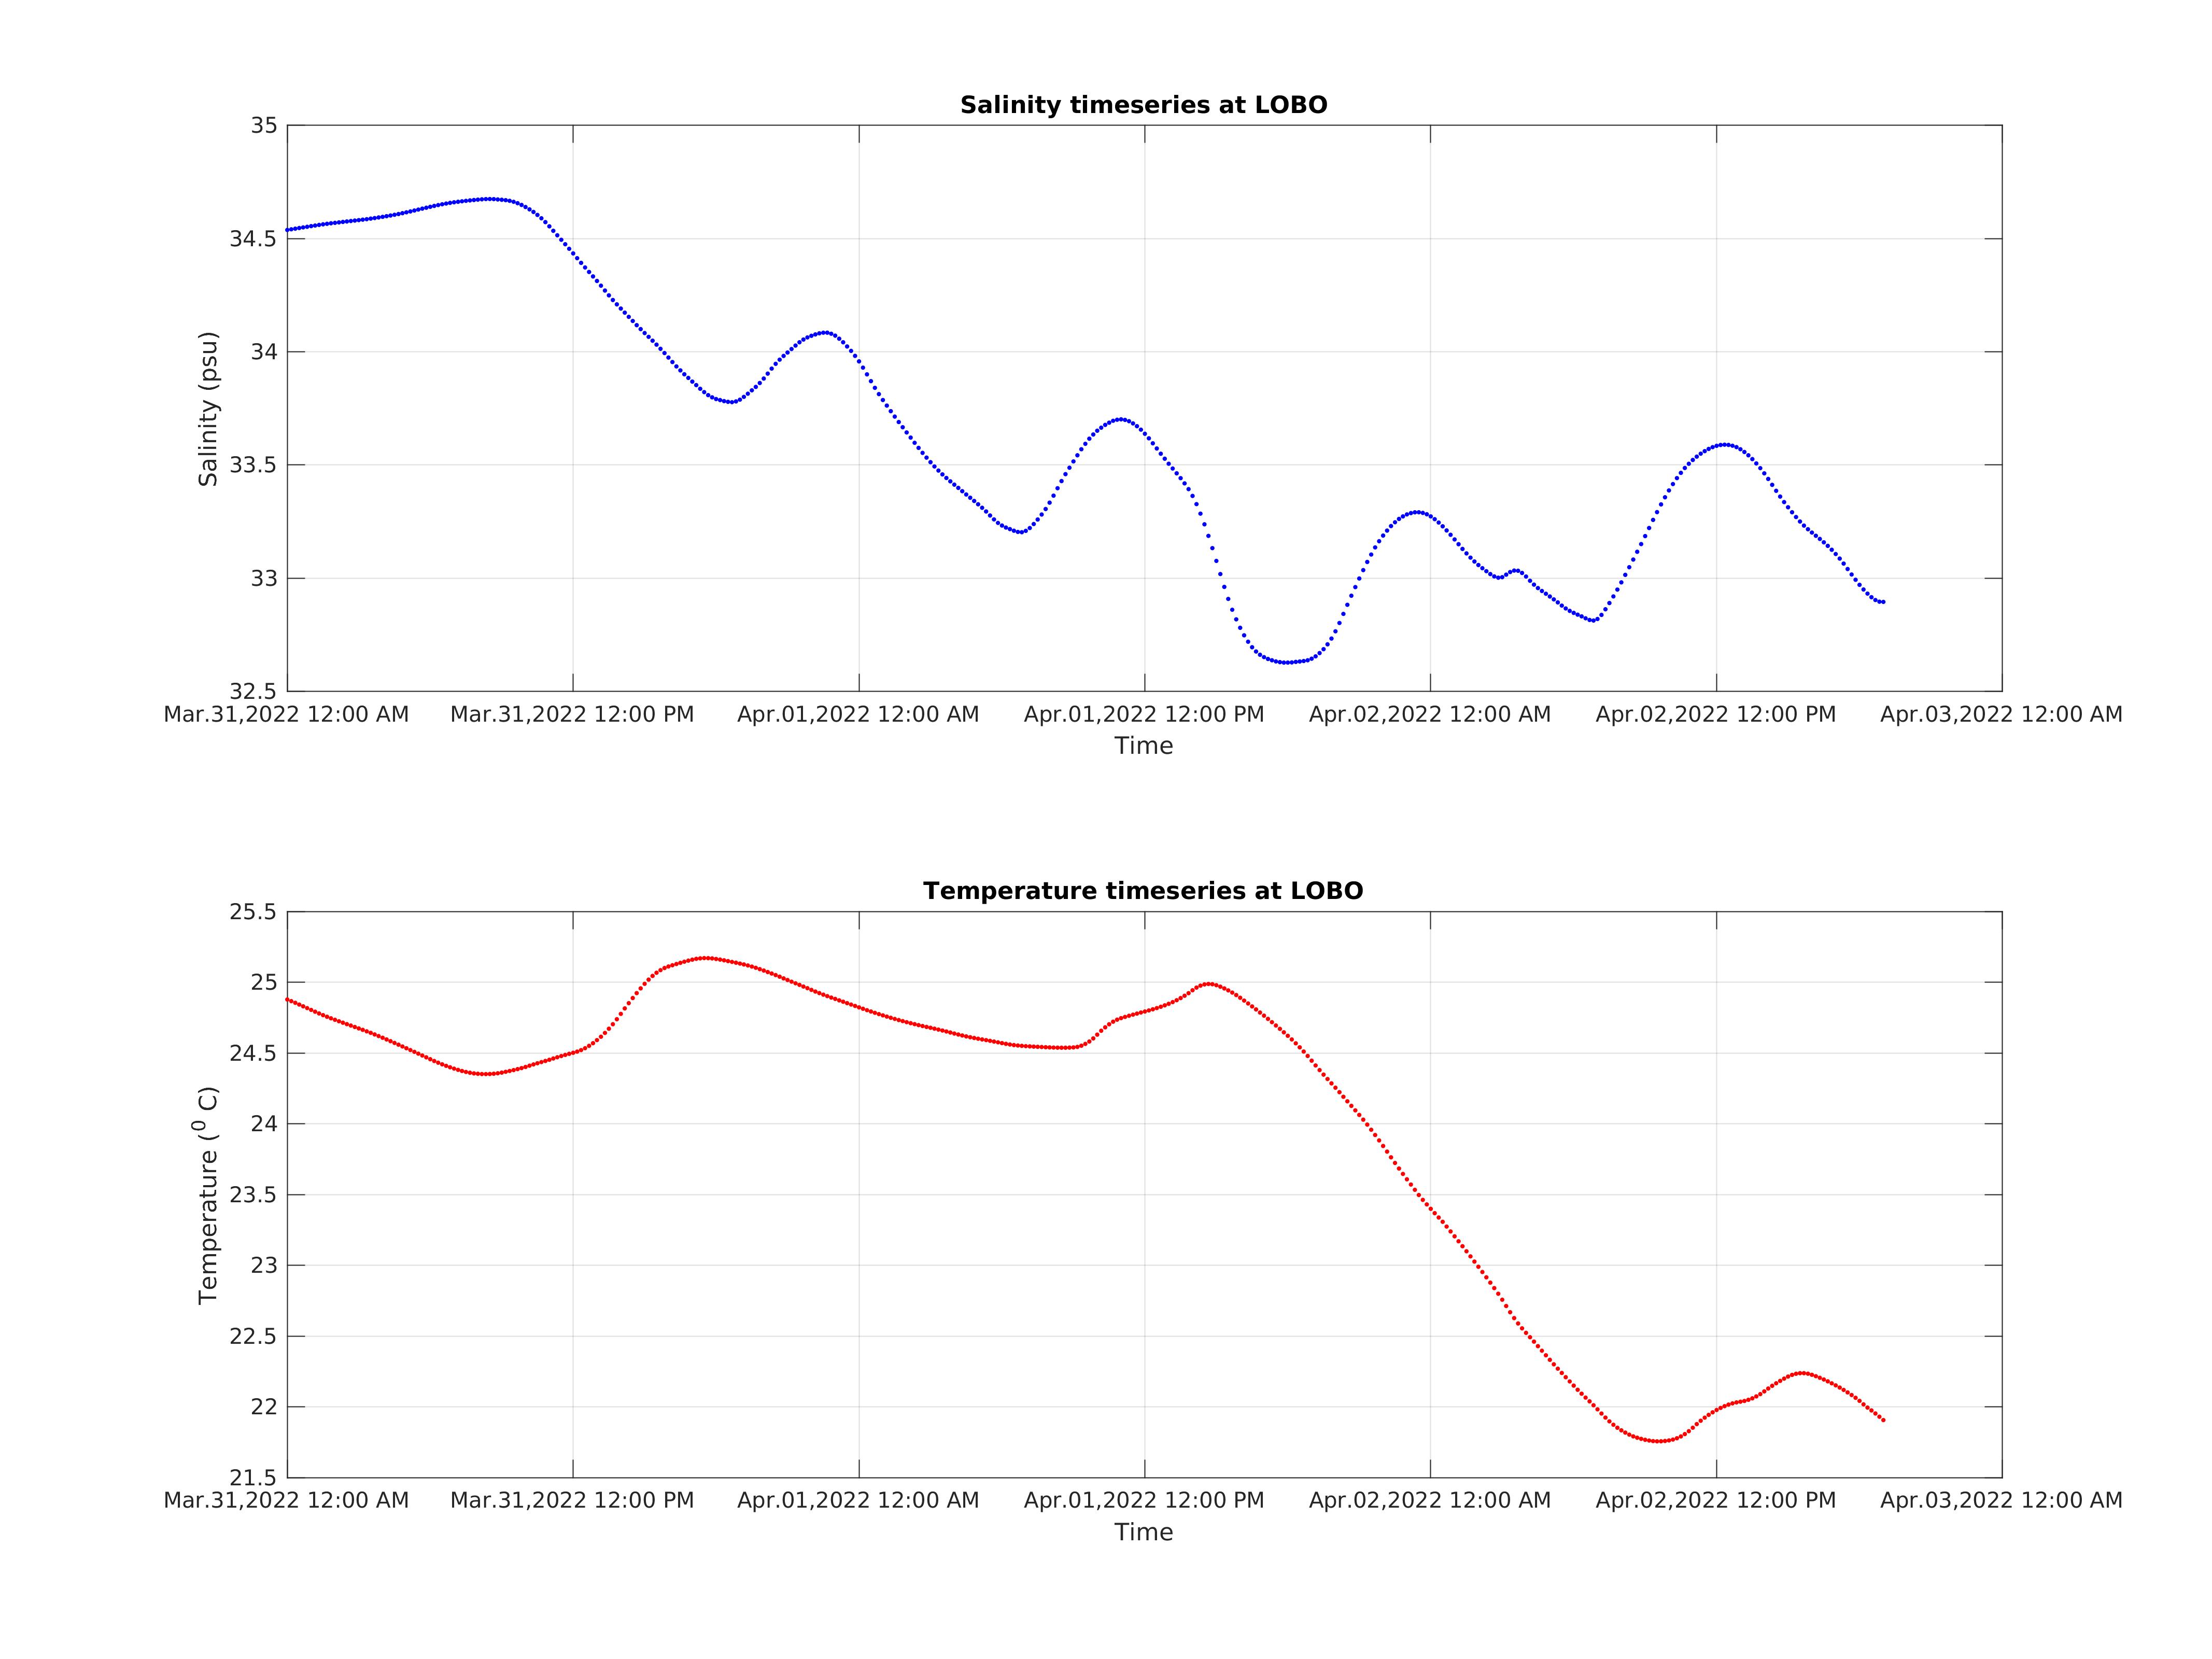 Salinity timeseries at LOBO
35
34.5
34
33.5
33
32.5
Salinity (psu)
Mar.31,2022 12:00 AM Mar.31,2022 12:00 PM Apr.01,2022 12:00 AM Apr.01,2022 12:00 PM Apr.02,2022 12:00 AM Apr.02,2022 12:00 PM Apr.03,2022 12:00 AM
Time
Temperature timeseries at LOBO
25.5
25
24.5
24
23.5
23
22.5
22
21.5
Temperature (⁰ C)
Mar.31,2022 12:00 AM Mar.31,2022 12:00 PM Apr.01,2022 12:00 AM Apr.01,2022 12:00 PM Apr.02,2022 12:00 AM Apr.02,2022 12:00 PM Apr.03,2022 12:00 AM
Time